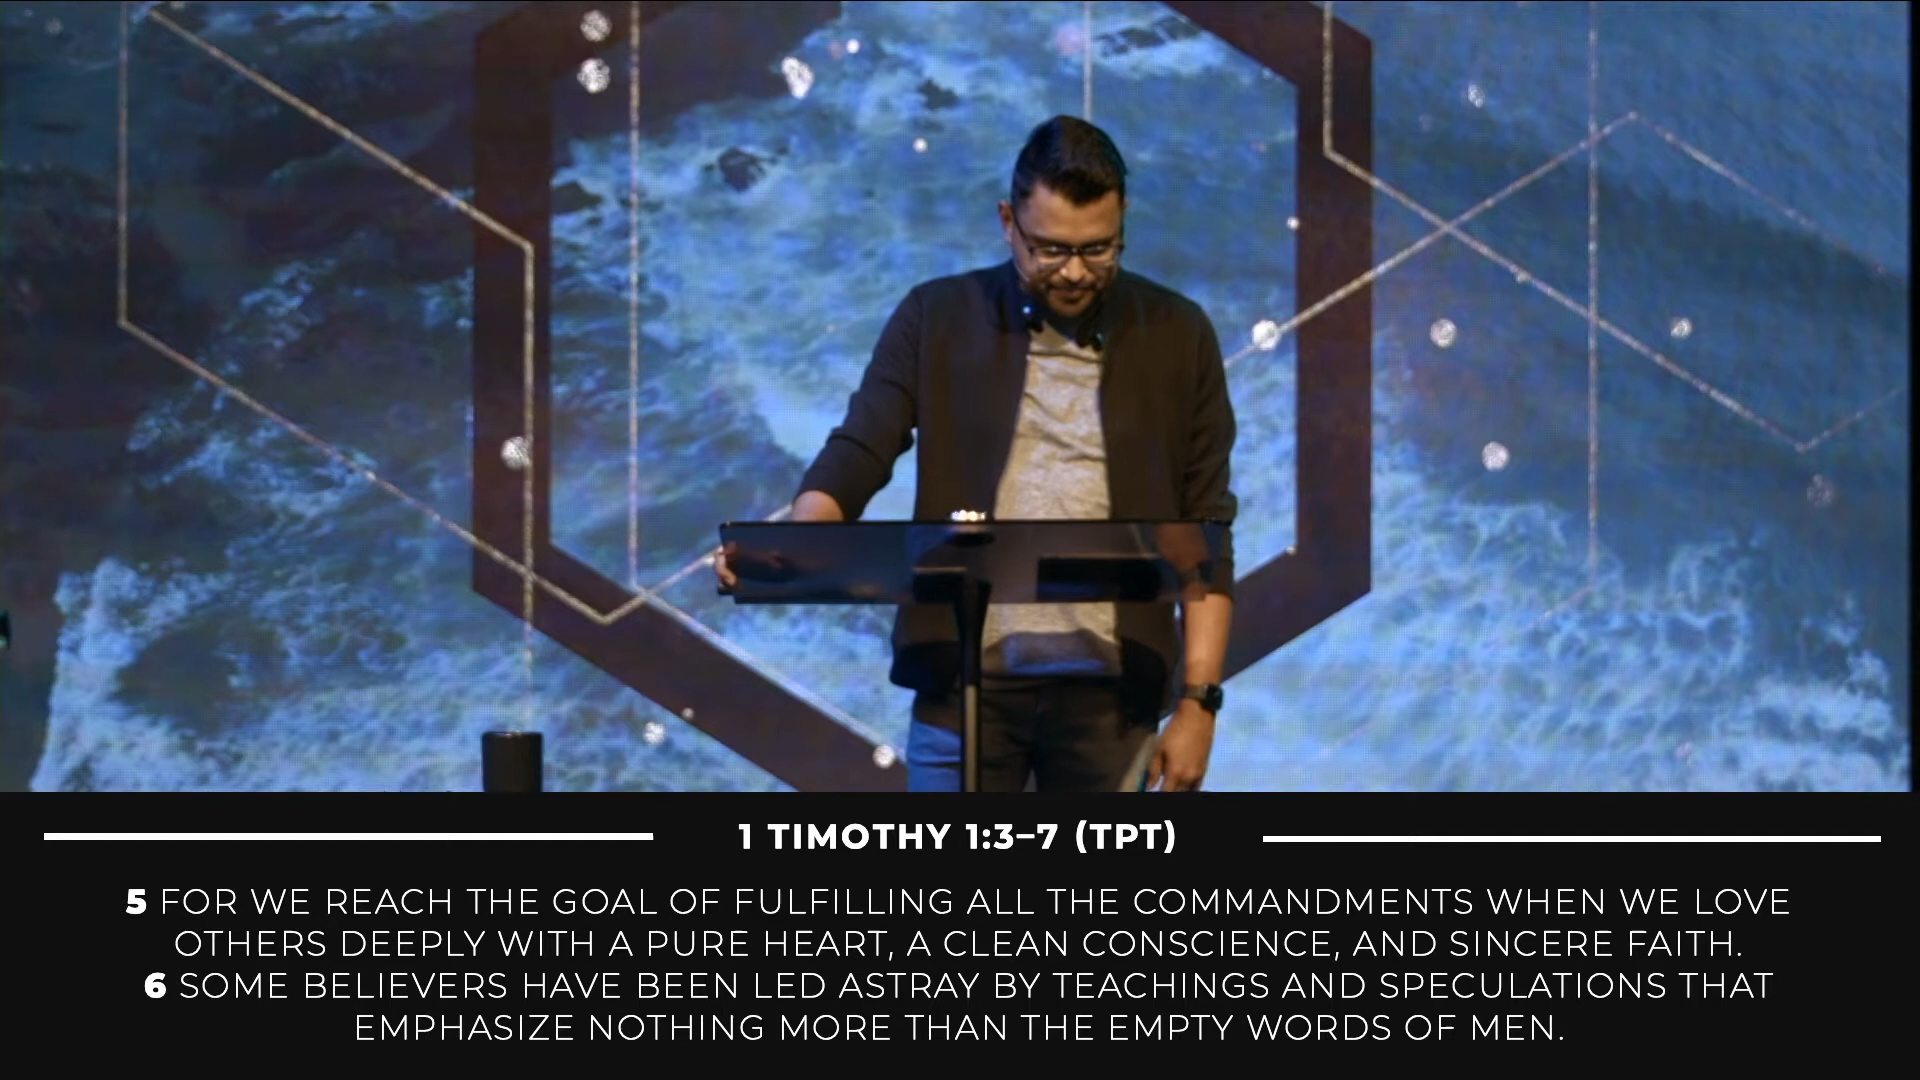 1 TIMOTHY 1:3–7 (TPT)
5 FOR WE REACH THE GOAL OF FULFILLING ALL THE COMMANDMENTS WHEN WE LOVE
OTHERS DEEPLY WITH A PURE HEART, A CLEAN CONSCIENCE, AND SINCERE FAITH.
6 SOME BELIEVERS HAVE BEEN LED ASTRAY BY TEACHINGS AND SPECULATIONS THAT
EMPHASIZE NOTHING MORE THAN THE EMPTY WORDS OF MEN.